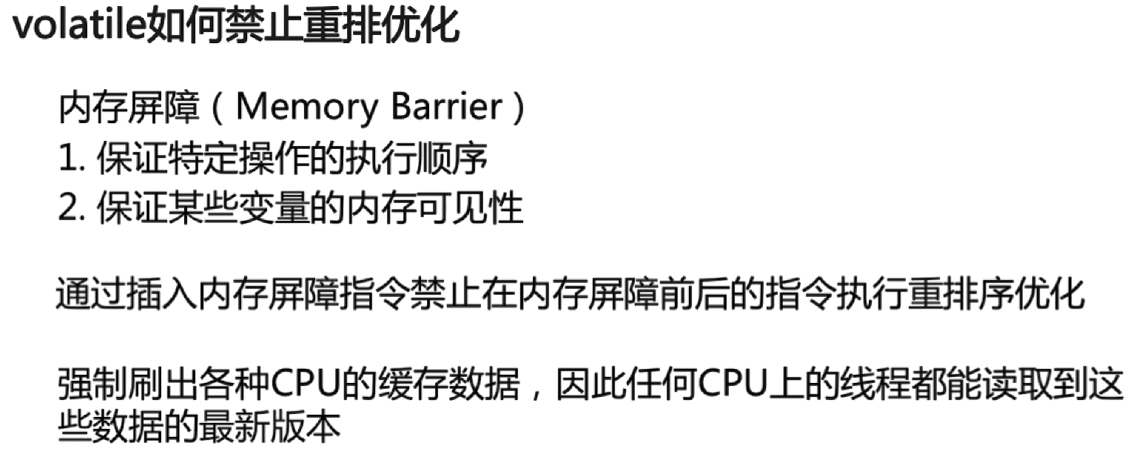 volatile如何禁止重排优化
内存屏障（Memory Barrier）
1. 保证特定操作的执行顺序
2. 保证某些变量的内存可见性
通过插入内存屏障指令禁止在内存屏障前后的指令执行重排序优化
强制刷出各种CPU的缓存数据，因此任何CPU上的线程都能读取到这
些数据的最新版本